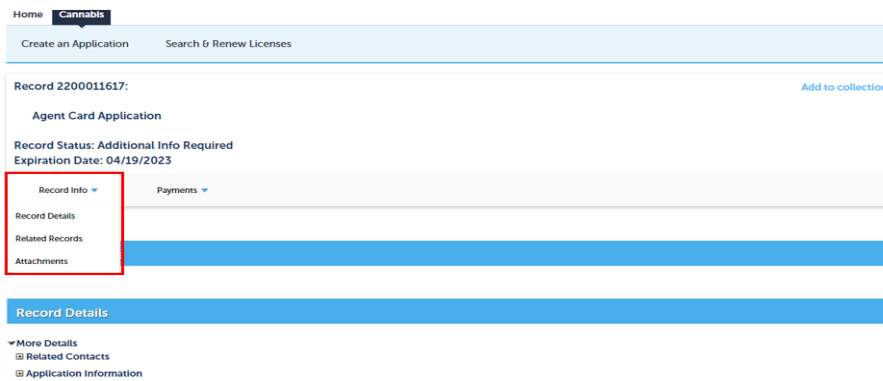 Home Cannabis
Create an Application Search & Renew Licenses
Record 2200011617:
Add to collection
Agent Card Application
Record Status: Additional Info Required
Expiration Date: 04/19/2023
Record Info Payments
Record Details
Related Records
Attachments
Record Details
More Details
Related Contacts
Application Information